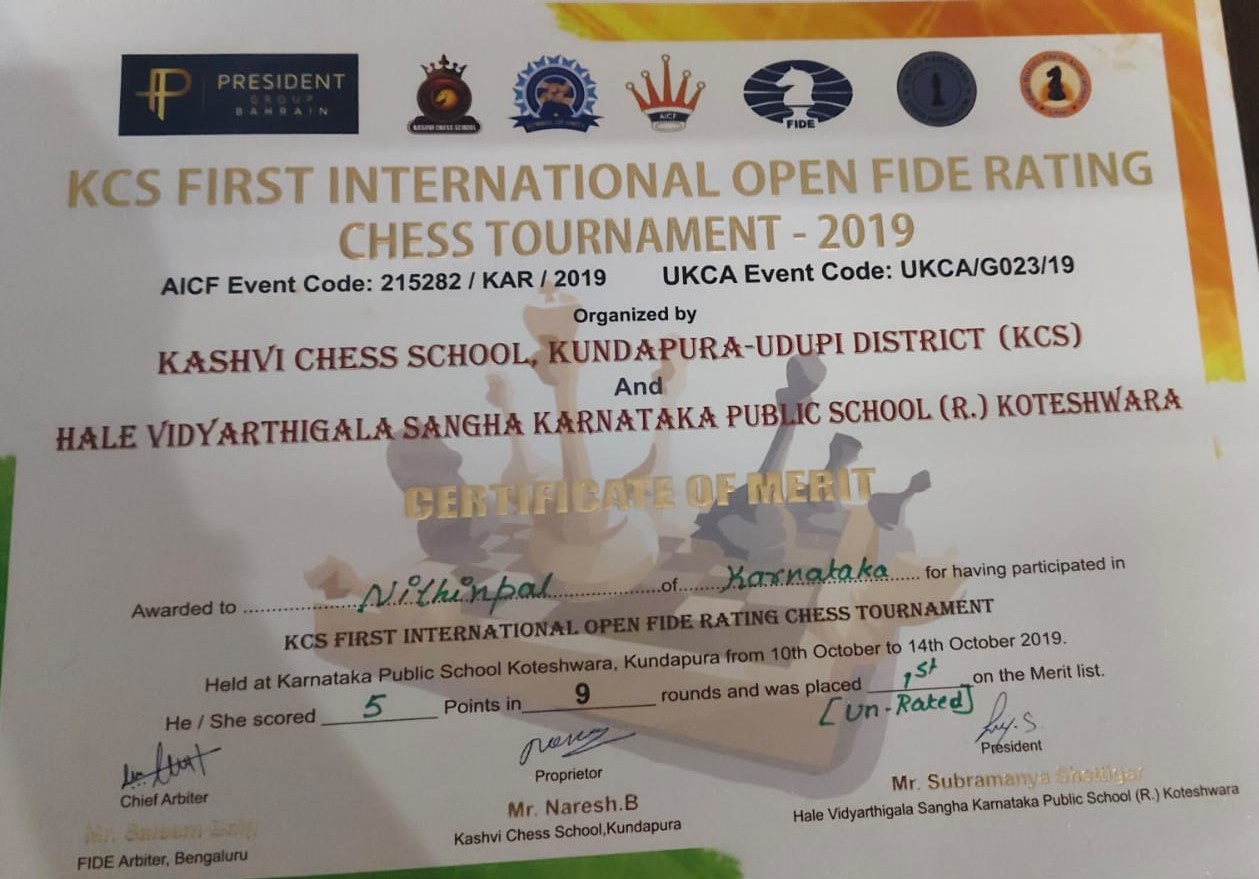 PRESIDENT
GROUP
BAHRAIN
KASHVI CHESS SCHOOL
AICF
FIDE
KCS FIRST INTERNATIONAL OPEN FIDE RATING
CHESS TOURNAMENT - 2019
AICF Event Code: 215282 / KAR / 2019 UKCA Event Code: UKCA/G023/19
Organized by
KASHVI CHESS SCHOOL, KUNDAPURA-UDUPI DISTRICT (KCS)
And
HALE VIDYARTHIGALA SANGHA KARNATAKA PUBLIC SCHOOL (R.) KOTESHWARA
CERTIFICATE OF MERIT
Awarded to Nithinpal of Karnataka for having participated in
KCS FIRST INTERNATIONAL OPEN FIDE RATING CHESS TOURNAMENT
Held at Karnataka Public School Koteshwara, Kundapura from 10th October to 14th October 2019.
He / She scored 5 Points in 9 rounds and was placed 1st on the Merit list.
[Un-Rated]
Chief Arbiter
FIDE Arbiter, Bengaluru
Proprietor
Mr. Naresh.B
Kashvi Chess School,Kundapura
President
Mr. Subramanya Shettigar
Hale Vidyarthigala Sangha Karnataka Public School (R.) Koteshwara